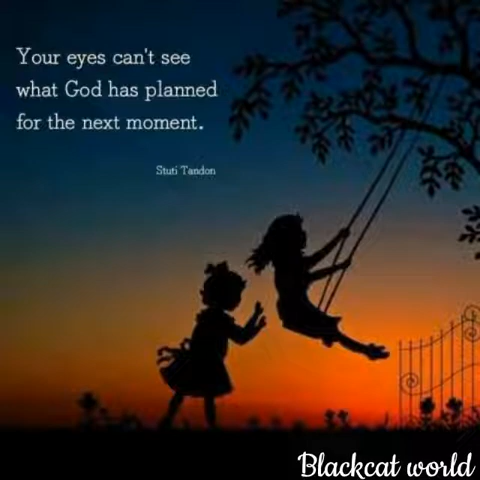 Your eyes can't see
what God has planned
for the next moment.
Stuti Tandon
Blackcat world